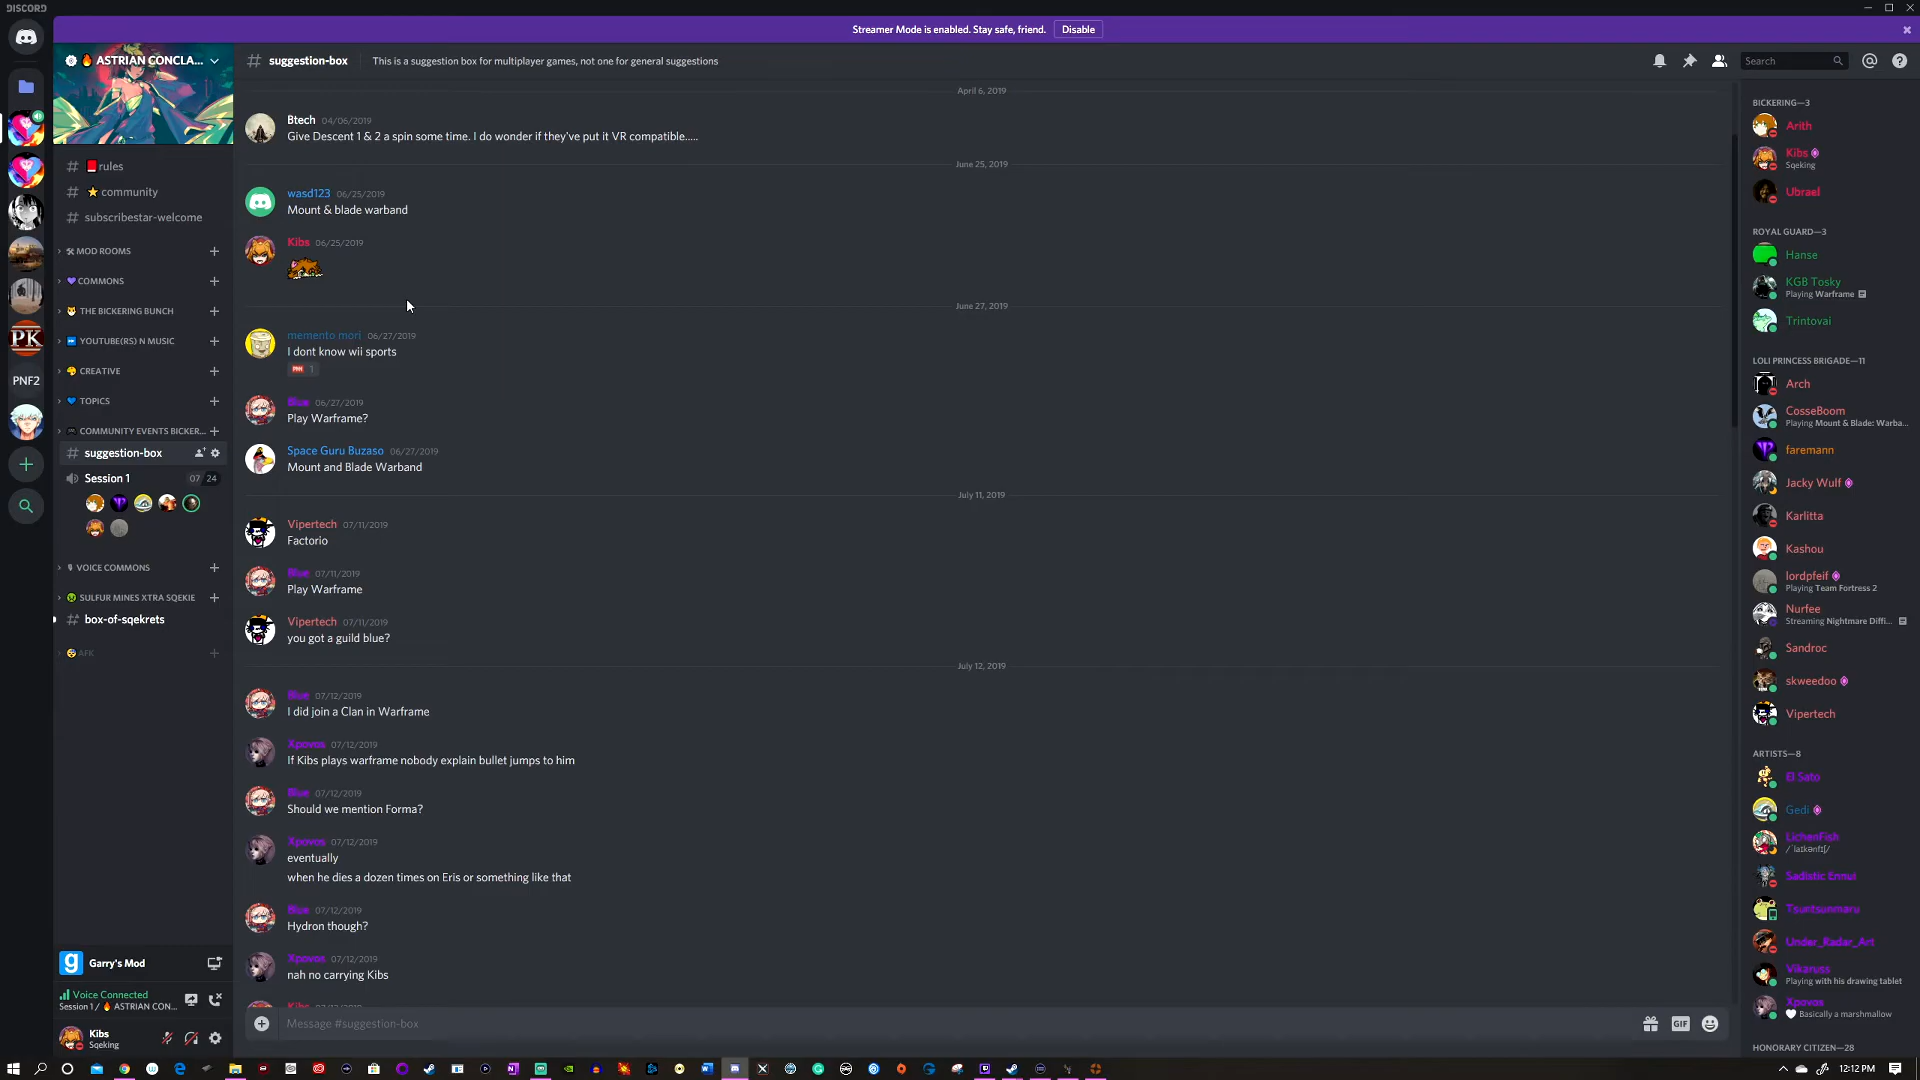 DISCORD
Streamer Mode is enabled. Stay safe, friend.
Disable
ASTRIAN CONCLA...
suggestion-box
This is a suggestion box for multiplayer games, not one for general suggestions
Search
rules
community
subscribestar-welcome
MOD ROOMS
COMMONS
THE BICKERING BUNCH
YOUTUBE(RS) N MUSIC
CREATIVE
TOPICS
COMMUNITY EVENTS BICKER...
suggestion-box
Session 1
07 24
VOICE COMMONS
SULFUR MINES XTRA SQEKIE
box-of-sqekrets
AFK
PK
PNF2
Garry's Mod
Voice Connected
Session 1 / ASTRIAN CON...
Kibs
Sqeking
April 6, 2019
Btech 04/06/2019
Give Descent 1 & 2 a spin some time. I do wonder if they've put it VR compatible.....
June 25, 2019
wasd123 06/25/2019
Mount & blade warband
Kibs 06/25/2019
June 27, 2019
memento mori 06/27/2019
I dont know wii sports
1
Blue 06/27/2019
Play Warframe?
Space Guru Buzaso 06/27/2019
Mount and Blade Warband
July 11, 2019
Vipertech 07/11/2019
Factorio
Blue 07/11/2019
Play Warframe
Vipertech 07/11/2019
you got a guild blue?
July 12, 2019
Blue 07/12/2019
I did join a Clan in Warframe
Xpovos 07/12/2019
If Kibs plays warframe nobody explain bullet jumps to him
Blue 07/12/2019
Should we mention Forma?
Xpovos 07/12/2019
eventually
when he dies a dozen times on Eris or something like that
Blue 07/12/2019
Hydron though?
Xpovos 07/12/2019
nah no carrying Kibs
Kibs 07/12/2019
Message #suggestion-box
GIF
BICKERING—3
Arith
Kibs
Sqeking
Ubrael
ROYAL GUARD—3
Hanse
KGB Tosky
Playing Warframe
Trintovai
LOLI PRINCESS BRIGADE—11
Arch
CosseBoom
Playing Mount & Blade: Warba...
faremann
Jacky Wulf
Karlitta
Kashou
lordpfeif
Playing Team Fortress 2
Nurfee
Streaming Nightmare Diffi...
Sandroc
skweedoo
Vipertech
ARTISTS—8
El Sato
Gedi
LichenFish
/ˈlaɪkənfɪʃ/
Sadistic Ennui
Tsuntsunmaru
Under_Radar_Art
Vikaruss
Playing with his drawing tablet
Xpovos
Basically a marshmallow
HONORARY CITIZEN—28
12:12 PM